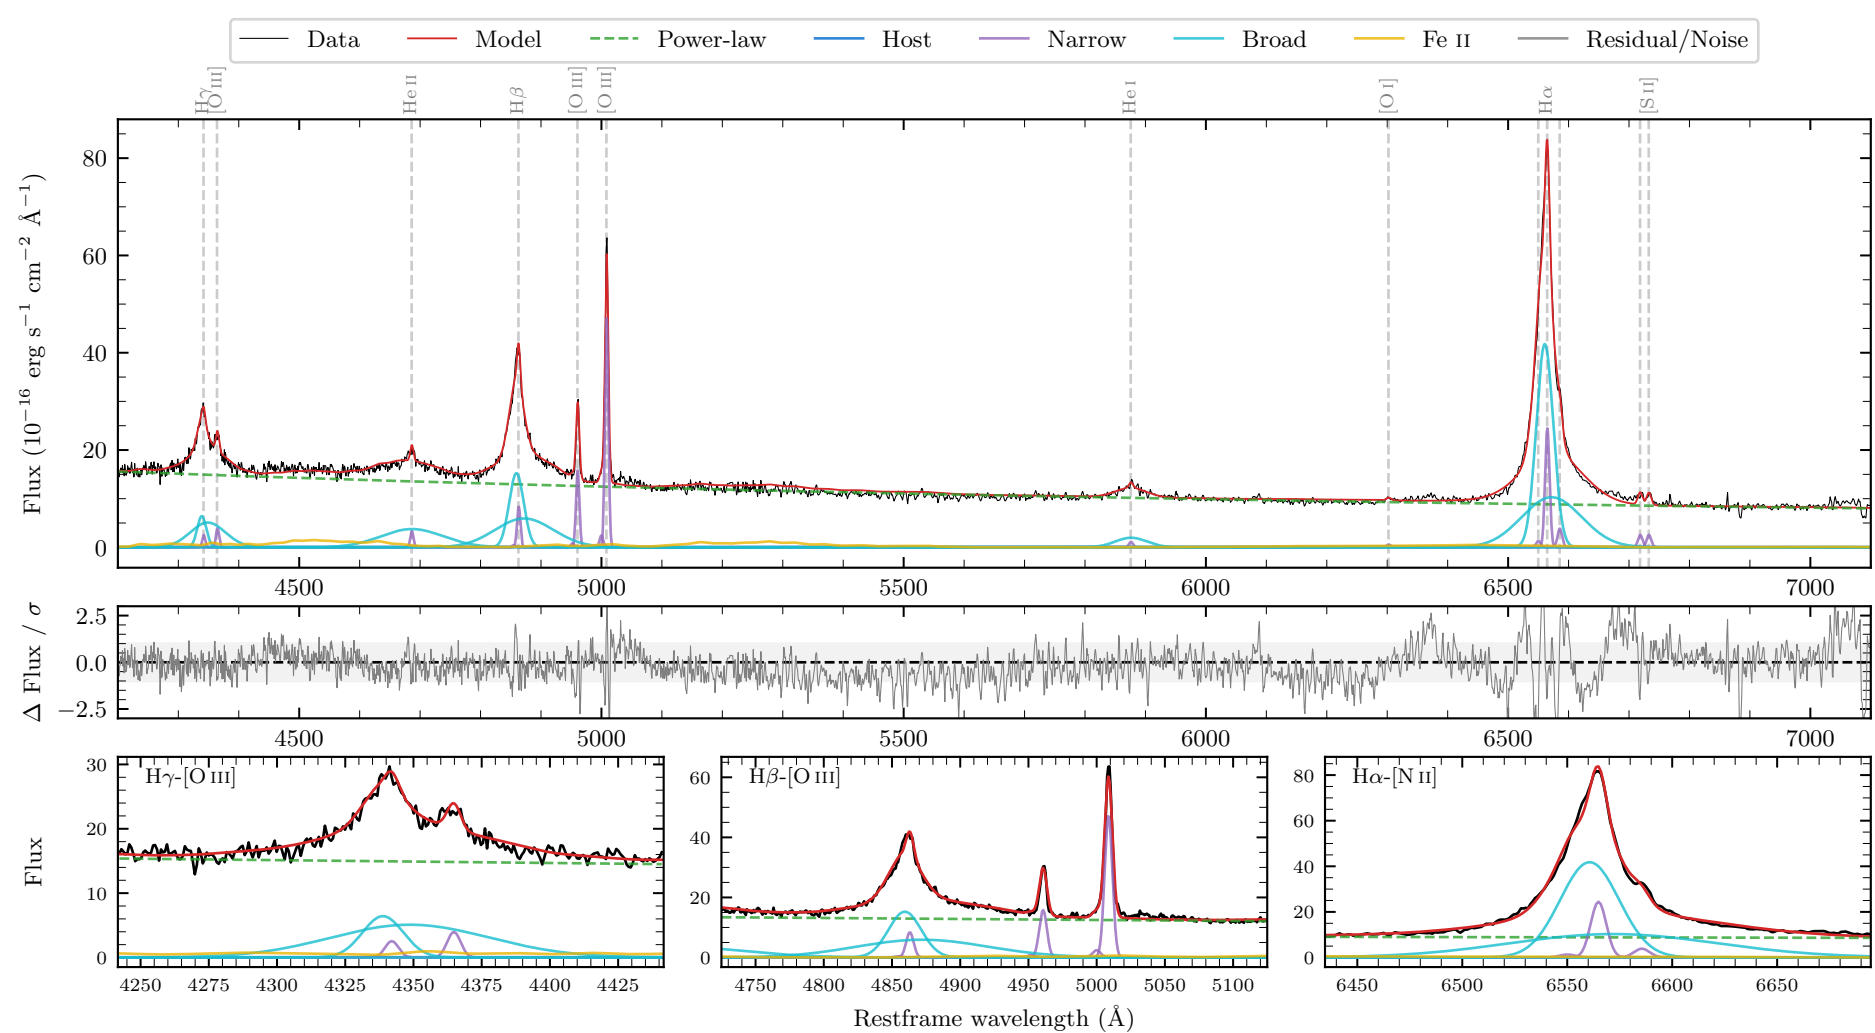 Data Model Power-law Host Narrow Broad Fe II Residual/Noise
Hγ [O III] He II Hβ [O III] [O III] He I [O I] Hα [S II]
Flux (10⁻¹⁶ erg s⁻¹ cm⁻² Å⁻¹)
80
60
40
20
0
4500 5000 5500 6000 6500 7000
Δ Flux / σ
2.5
0.0
−2.5
4500 5000 5500 6000 6500 7000
Flux
Hγ-[O III]
30
20
10
0
4250 4275 4300 4325 4350 4375 4400 4425
Hβ-[O III]
60
40
20
0
4750 4800 4850 4900 4950 5000 5050 5100
Hα-[N II]
80
60
40
20
0
6450 6500 6550 6600 6650
Restframe wavelength (Å)